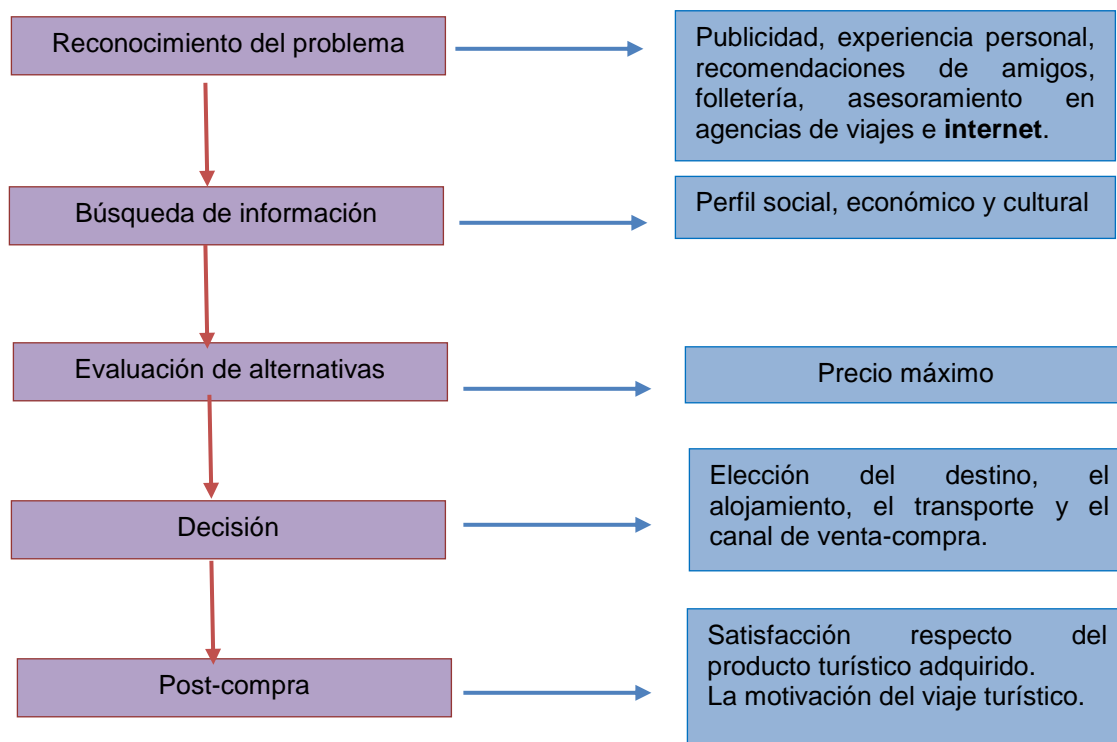 Reconocimiento del problema
Publicidad, experiencia personal,
recomendaciones de amigos,
folletería, asesoramiento en
agencias de viajes e internet.
Búsqueda de información
Perfil social, económico y cultural
Evaluación de alternativas
Precio máximo
Decisión
Elección del destino, el
alojamiento, el transporte y el
canal de venta-compra.
Post-compra
Satisfacción respecto del
producto turístico adquirido.
La motivación del viaje turístico.